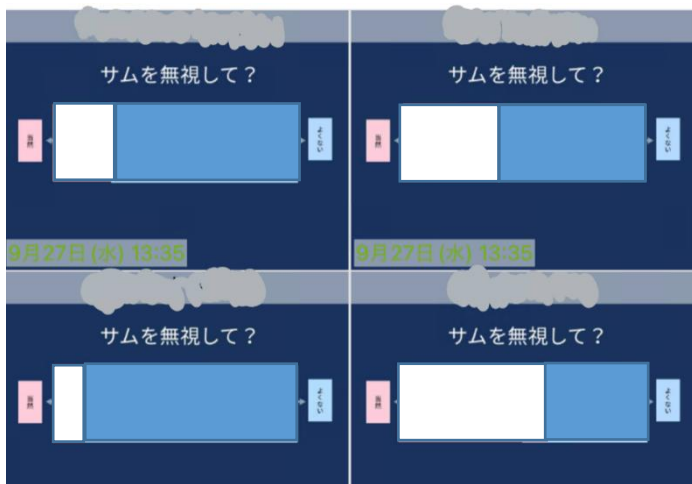 サムを無視して？
サムを無視して？
当然
よくない
当然
よくない
9月27日(水) 13:35
9月27日(水) 13:35
サムを無視して？
サムを無視して？
当然
よくない
当然
よくない